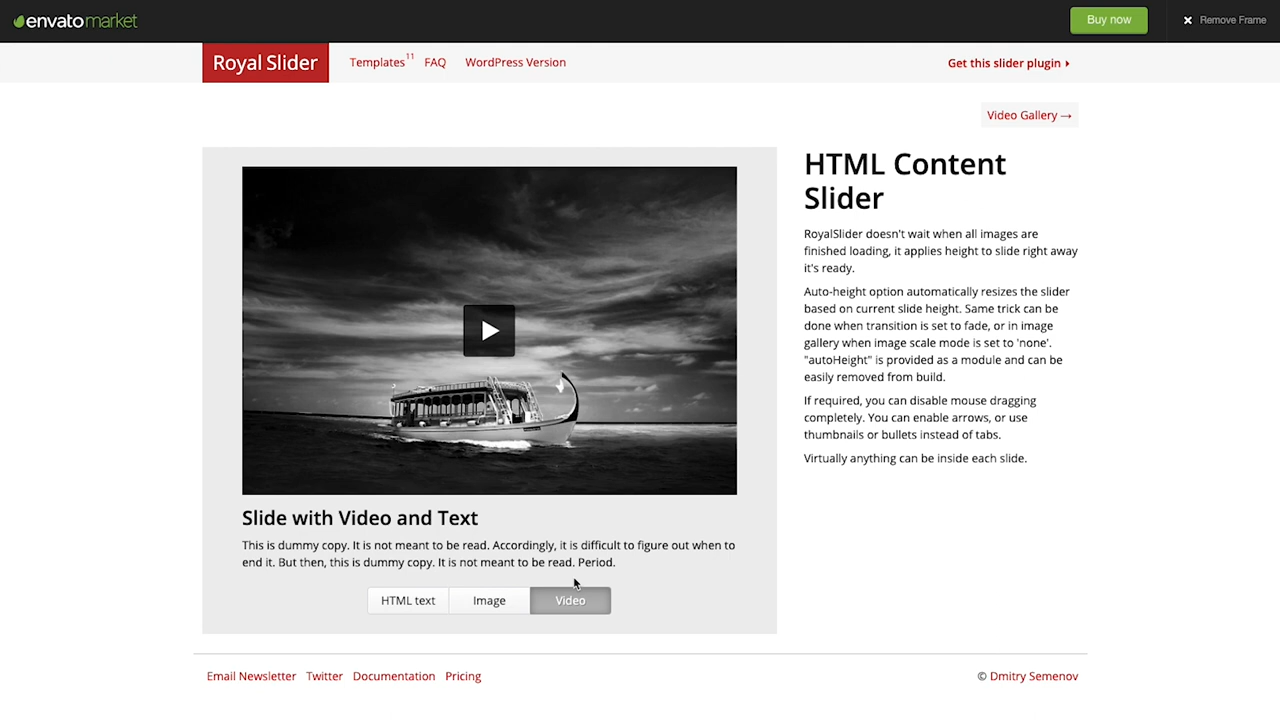 envato market
Buy now
Remove Frame
Royal Slider
Templates 11
FAQ
WordPress Version
Get this slider plugin
Video Gallery →
HTML Content
Slider
RoyalSlider doesn't wait when all images are
finished loading, it applies height to slide right away
it's ready.
Auto-height option automatically resizes the slider
based on current slide height. Same trick can be
done when transition is set to fade, or in image
gallery when image scale mode is set to 'none'.
"autoHeight" is provided as a module and can be
easily removed from build.
If required, you can disable mouse dragging
completely. You can enable arrows, or use
thumbnails or bullets instead of tabs.
Virtually anything can be inside each slide.
Slide with Video and Text
This is dummy copy. It is not meant to be read. Accordingly, it is difficult to figure out when to
end it. But then, this is dummy copy. It is not meant to be read. Period.
HTML text
Image
Video
Email Newsletter
Twitter
Documentation
Pricing
© Dmitry Semenov